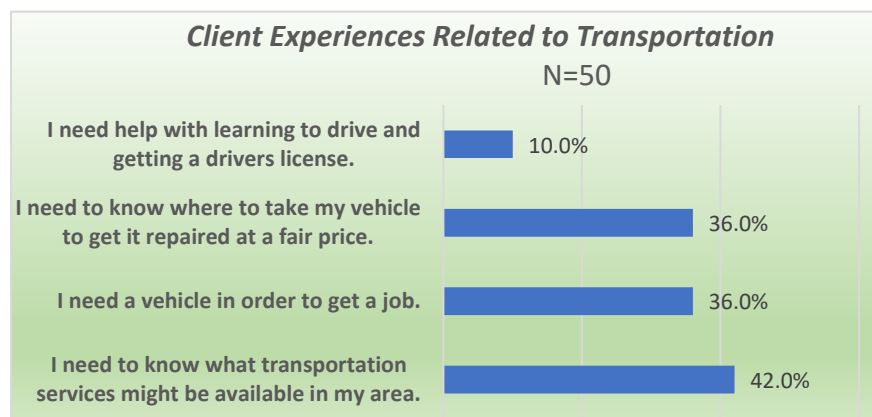 Client Experiences Related to Transportation
N=50
I need help with learning to drive and
getting a drivers license.
10.0%
I need to know where to take my vehicle
to get it repaired at a fair price.
36.0%
I need a vehicle in order to get a job.
36.0%
I need to know what transportation
services might be available in my area.
42.0%